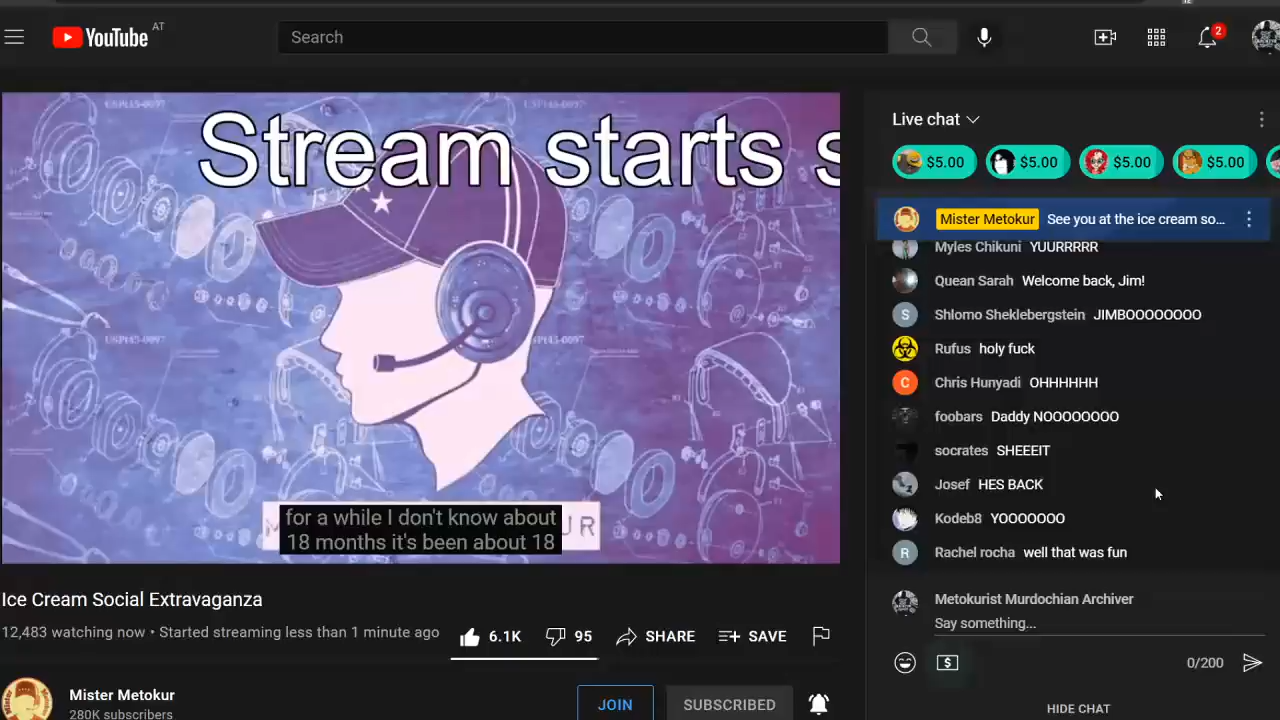 YouTube AT
Search
2
Stream starts s
for a while I don't know about
18 months it's been about 18
UR
Ice Cream Social Extravaganza
12,483 watching now • Started streaming less than 1 minute ago
6.1K
95
SHARE
SAVE
Mister Metokur
280K subscribers
JOIN
SUBSCRIBED
Live chat
$5.00
$5.00
$5.00
$5.00
Mister Metokur See you at the ice cream so...
Myles Chikuni YUURRRRR
Quean Sarah Welcome back, Jim!
S Shlomo Sheklebergstein JIMBOOOOOOOO
Rufus holy fuck
C Chris Hunyadi OHHHHHH
foobars Daddy NOOOOOOOO
socrates SHEEEIT
Josef HES BACK
Kodeb8 YOOOOOOO
R Rachel rocha well that was fun
Metokurist Murdochian Archiver
Say something...
0/200
HIDE CHAT